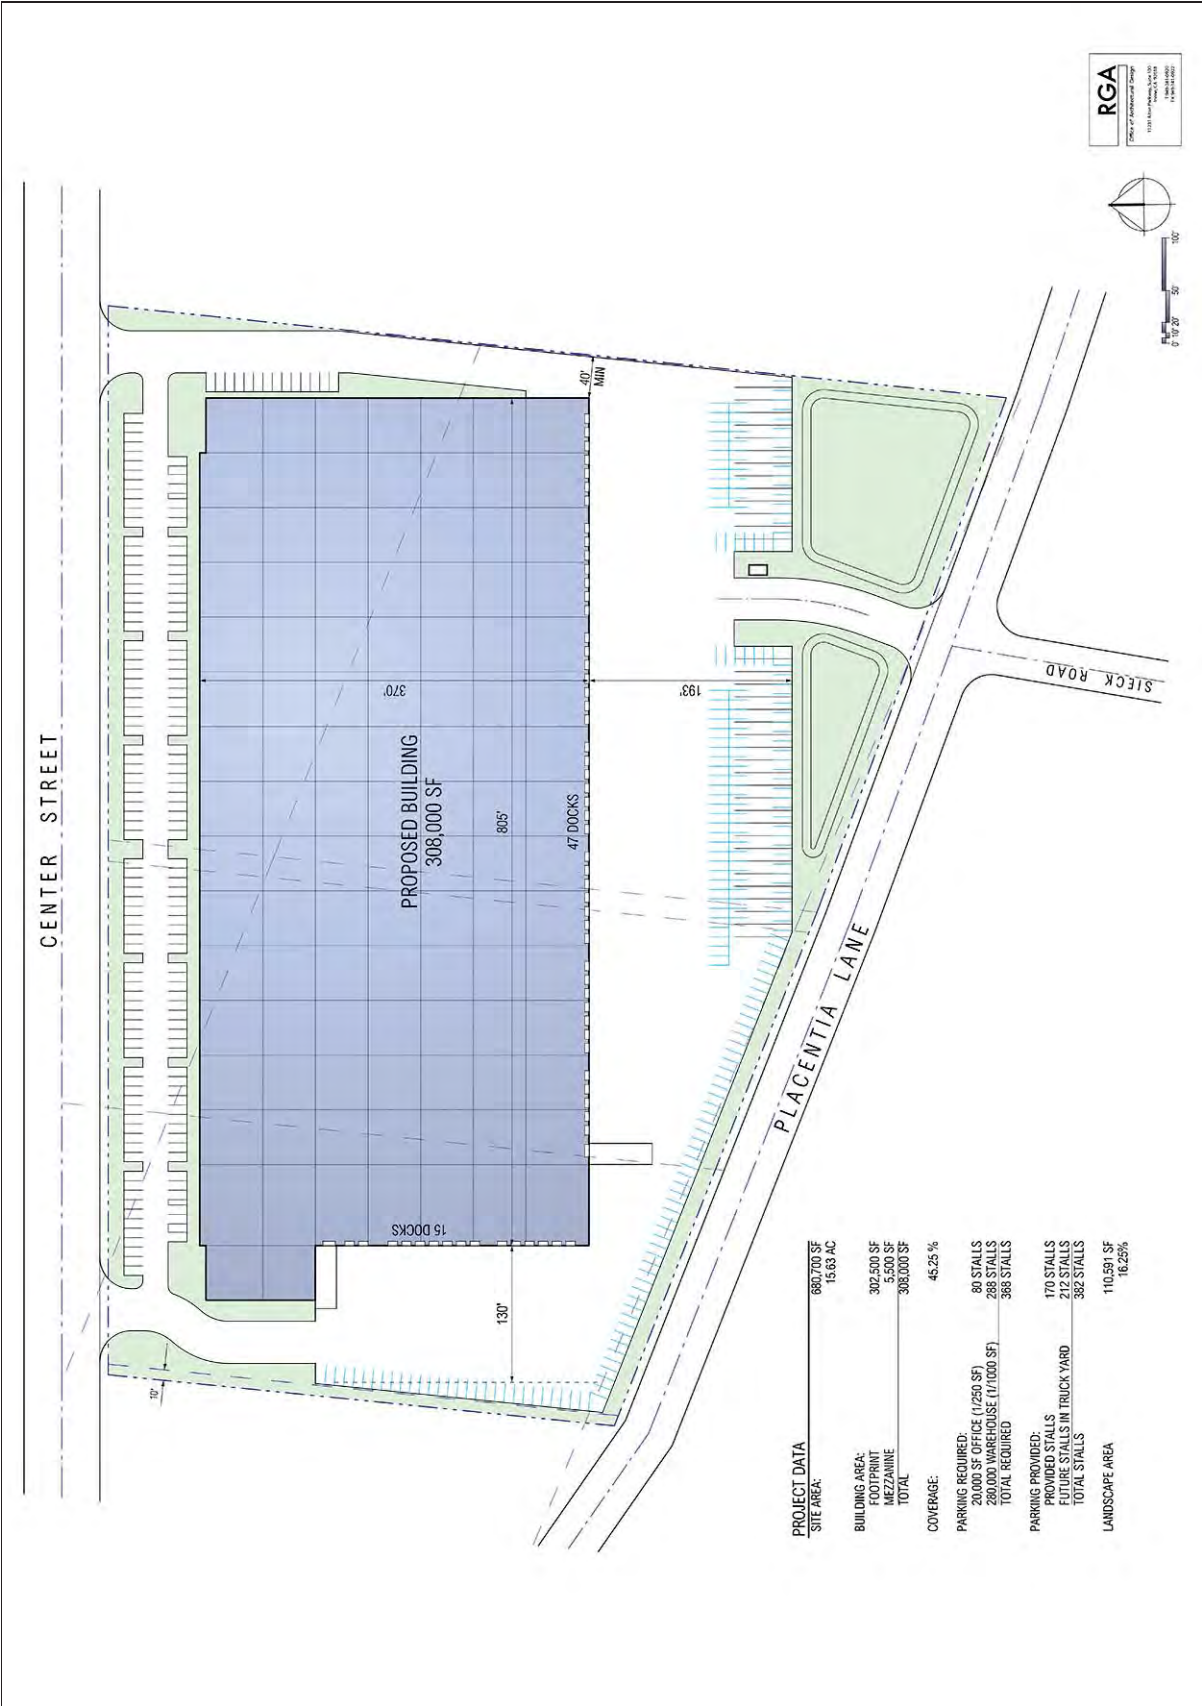 RGA
Office of Architectural Design
CENTER STREET
PROPOSED BUILDING
308,000 SF
370'
805'
47 DOCKS
15 DOCKS
130'
193'
40'
MIN
10'
PLACENTIA LANE
SIECK ROAD
0' 10' 20' 50' 100'
PROJECT DATA
SITE AREA: 680,700 SF
15.63 AC
BUILDING AREA:
FOOTPRINT 302,500 SF
MEZZANINE 5,500 SF
TOTAL 308,000 SF
COVERAGE: 45.25 %
PARKING REQUIRED:
20,000 SF OFFICE (1/250 SF) 80 STALLS
280,000 WAREHOUSE (1/1000 SF) 288 STALLS
TOTAL REQUIRED 368 STALLS
PARKING PROVIDED:
PROVIDED STALLS 170 STALLS
FUTURE STALLS IN TRUCK YARD 212 STALLS
TOTAL STALLS 382 STALLS
LANDSCAPE AREA 110,591 SF
16.25%